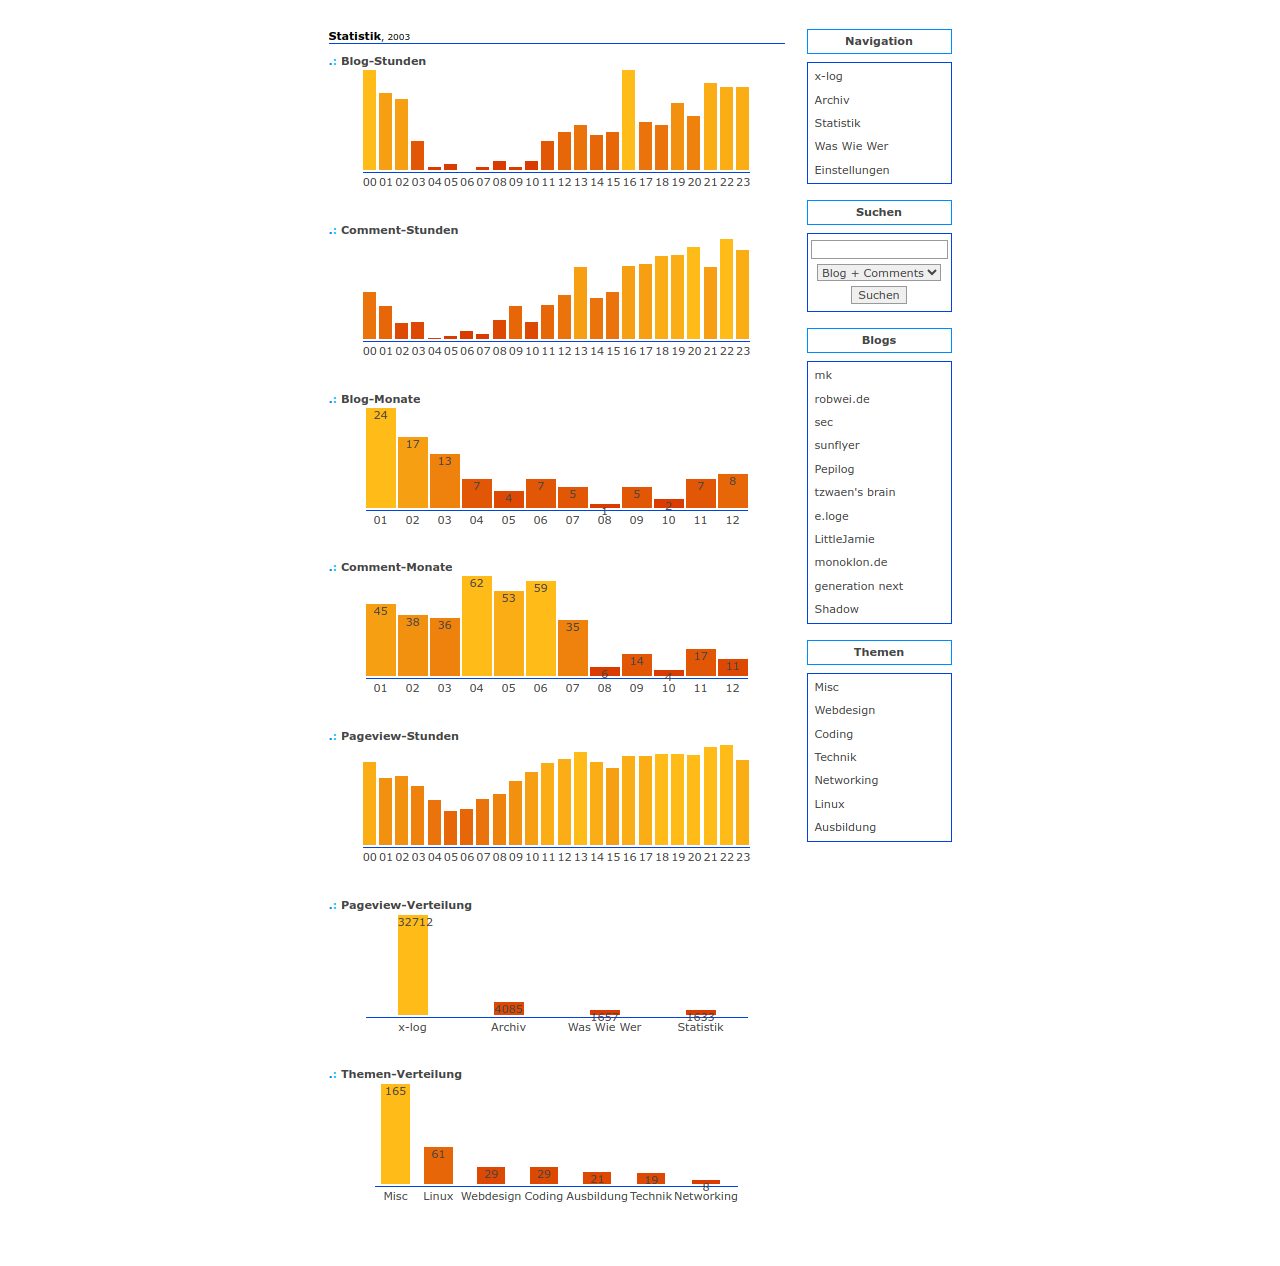 Statistik, 2003
.: Blog-Stunden
00 01 02 03 04 05 06 07 08 09 10 11 12 13 14 15 16 17 18 19 20 21 22 23
.: Comment-Stunden
00 01 02 03 04 05 06 07 08 09 10 11 12 13 14 15 16 17 18 19 20 21 22 23
.: Blog-Monate
24 17 13 7 4 7 5 1 5 2 7 8
01 02 03 04 05 06 07 08 09 10 11 12
.: Comment-Monate
45 38 36 62 53 59 35 6 14 4 17 11
01 02 03 04 05 06 07 08 09 10 11 12
.: Pageview-Stunden
00 01 02 03 04 05 06 07 08 09 10 11 12 13 14 15 16 17 18 19 20 21 22 23
.: Pageview-Verteilung
32712 4085 1657 1633
x-log Archiv Was Wie Wer Statistik
.: Themen-Verteilung
165 61 29 29 21 19 8
Misc Linux Webdesign Coding Ausbildung Technik Networking
Navigation
x-log
Archiv
Statistik
Was Wie Wer
Einstellungen
Suchen
Blog + Comments
Suchen
Blogs
mk
robwei.de
sec
sunflyer
Pepilog
tzwaen's brain
e.loge
LittleJamie
monoklon.de
generation next
Shadow
Themen
Misc
Webdesign
Coding
Technik
Networking
Linux
Ausbildung